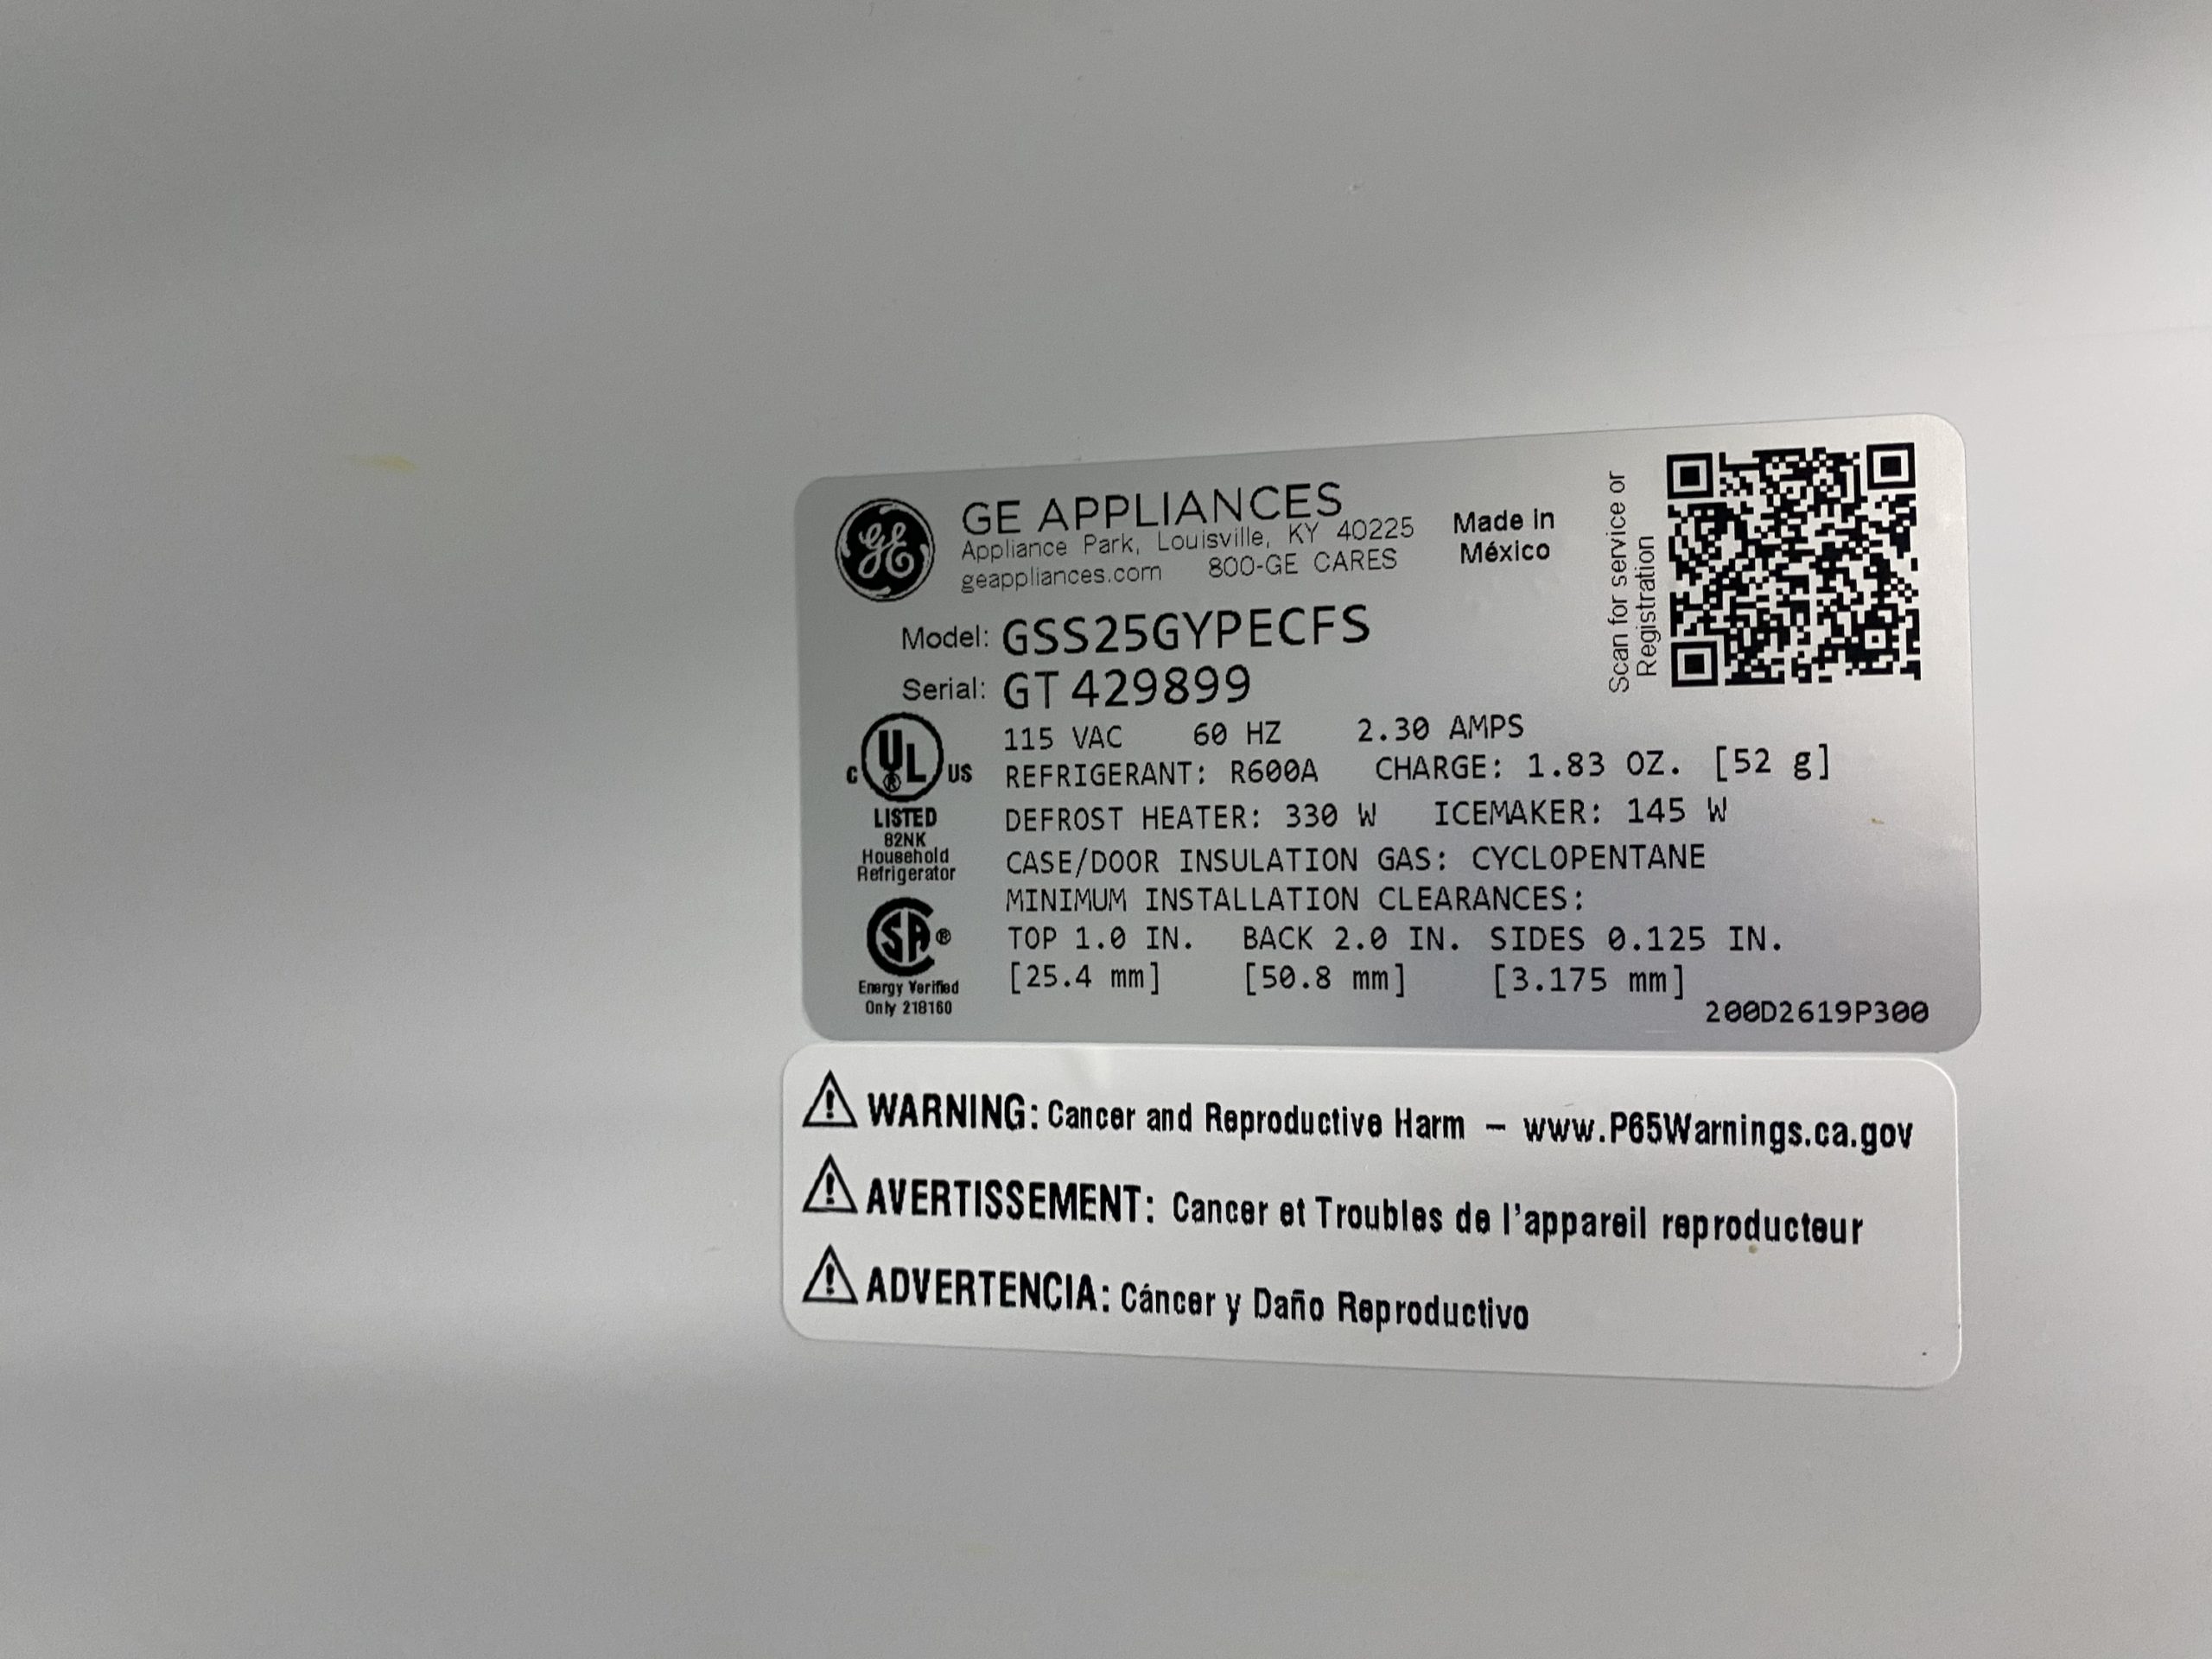 GE
GE APPLIANCES
Appliance Park, Louisville, KY 40225
geappliances.com 800-GE CARES
Made in
México
Scan for service or
Registration
Model: GSS25GYPECFS
Serial: GT 429899
C UL® US
LISTED
82NK
Household
Refrigerator
115 VAC 60 HZ 2.30 AMPS
REFRIGERANT: R600A CHARGE: 1.83 OZ. [52 g]
DEFROST HEATER: 330 W ICEMAKER: 145 W
CASE/DOOR INSULATION GAS: CYCLOPENTANE
MINIMUM INSTALLATION CLEARANCES:
TOP 1.0 IN. BACK 2.0 IN. SIDES 0.125 IN.
[25.4 mm] [50.8 mm] [3.175 mm]
SA®
Energy Verified
Only 218160
200D2619P300
WARNING: Cancer and Reproductive Harm – www.P65Warnings.ca.gov
AVERTISSEMENT: Cancer et Troubles de l'appareil reproducteur
ADVERTENCIA: Cáncer y Daño Reproductivo